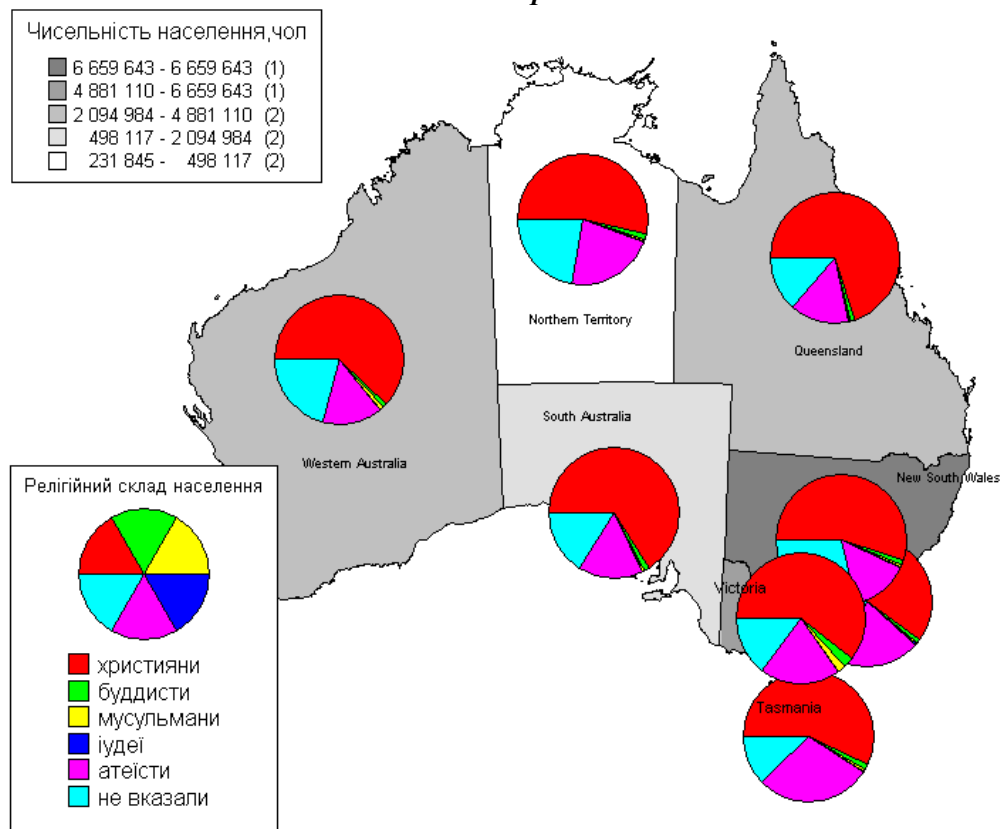 Чисельність населення,чол
6 659 643 - 6 659 643 (1)
4 881 110 - 6 659 643 (1)
2 094 984 - 4 881 110 (2)
498 117 - 2 094 984 (2)
231 845 - 498 117 (2)
Northern Territory
Queensland
South Australia
Western Australia
New South Wales
Victoria
Tasmania
Релігійний склад населення
християни
буддисти
мусульмани
іудеї
атеїсти
не вказали